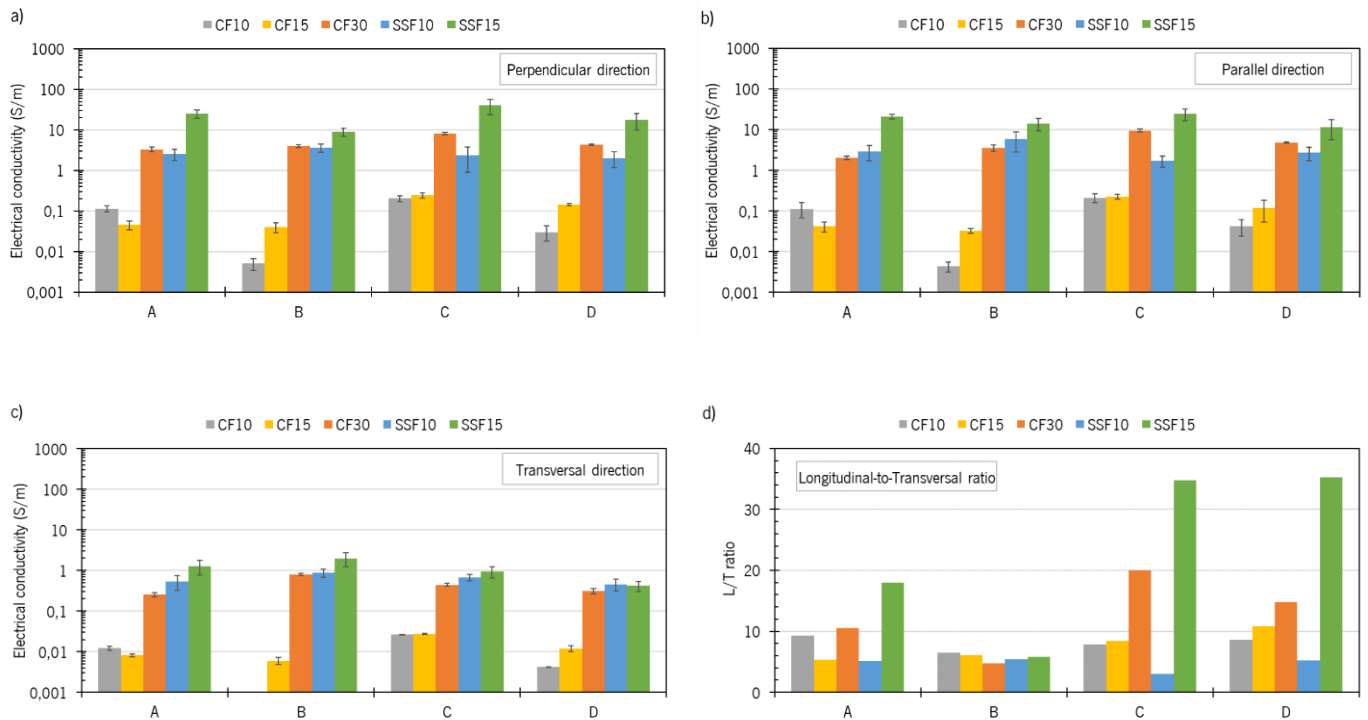 a)
CF10 CF15 CF30 SSF10 SSF15
Perpendicular direction
Electrical conductivity (S/m)
1000
100
10
1
0,1
0,01
0,001
A B C D
b)
CF10 CF15 CF30 SSF10 SSF15
Parallel direction
Electrical conductivity (S/m)
1000
100
10
1
0,1
0,01
0,001
A B C D
c)
CF10 CF15 CF30 SSF10 SSF15
Transversal direction
Electrical conductivity (S/m)
1000
100
10
1
0,1
0,01
0,001
A B C D
d)
CF10 CF15 CF30 SSF10 SSF15
Longitudinal-to-Transversal ratio
L/T ratio
40
30
20
10
0
A B C D